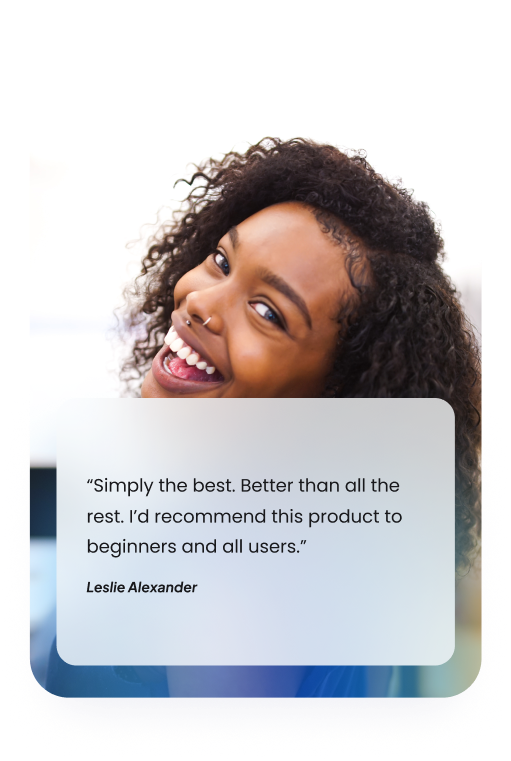 “Simply the best. Better than all the
rest. I’d recommend this product to
beginners and all users.”
Leslie Alexander